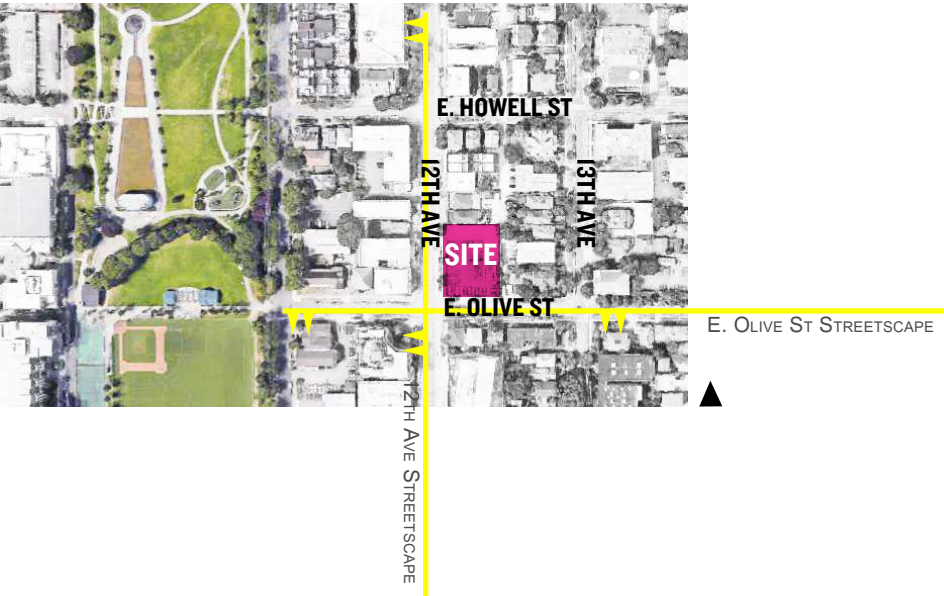 E. HOWELL ST
12TH AVE
13TH AVE
SITE
E. OLIVE ST
E. OLIVE ST STREETSCAPE
12TH AVE STREETSCAPE